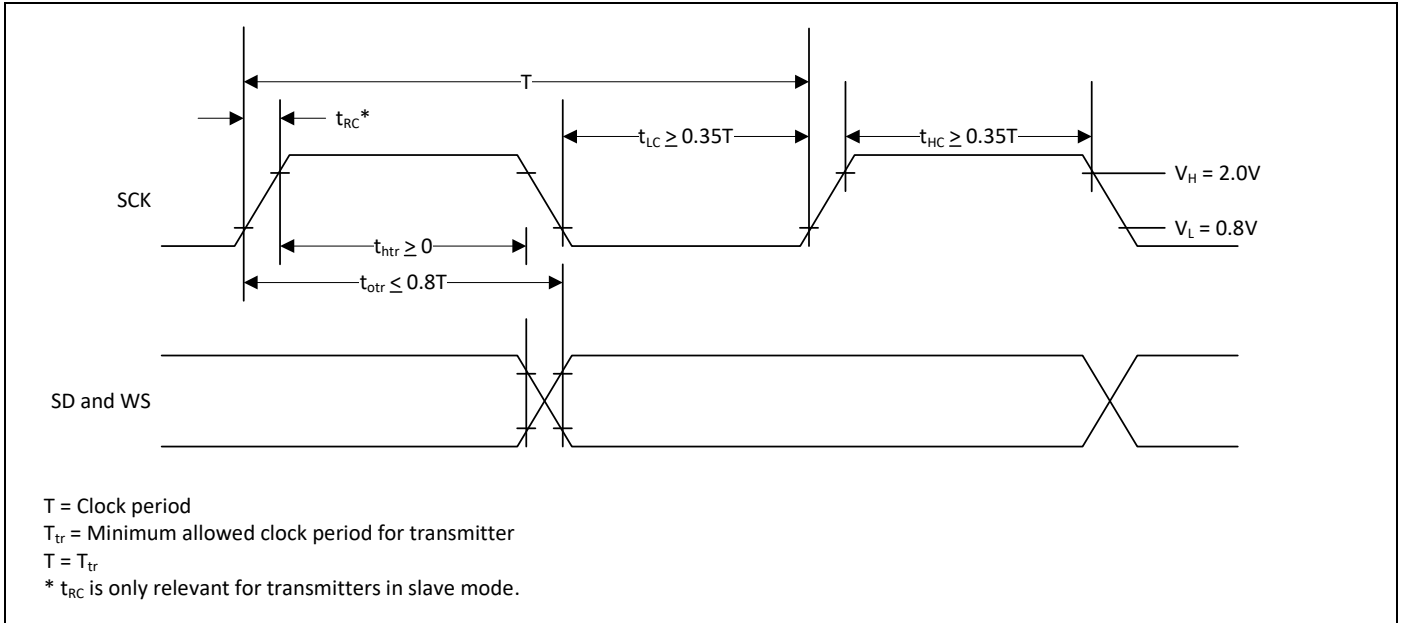 T
tRC*
tLC ≥ 0.35T
tHC ≥ 0.35T
VH = 2.0V
SCK
VL = 0.8V
thtr ≥ 0
totr ≤ 0.8T
SD and WS
T = Clock period
Ttr = Minimum allowed clock period for transmitter
T = Ttr
* tRC is only relevant for transmitters in slave mode.